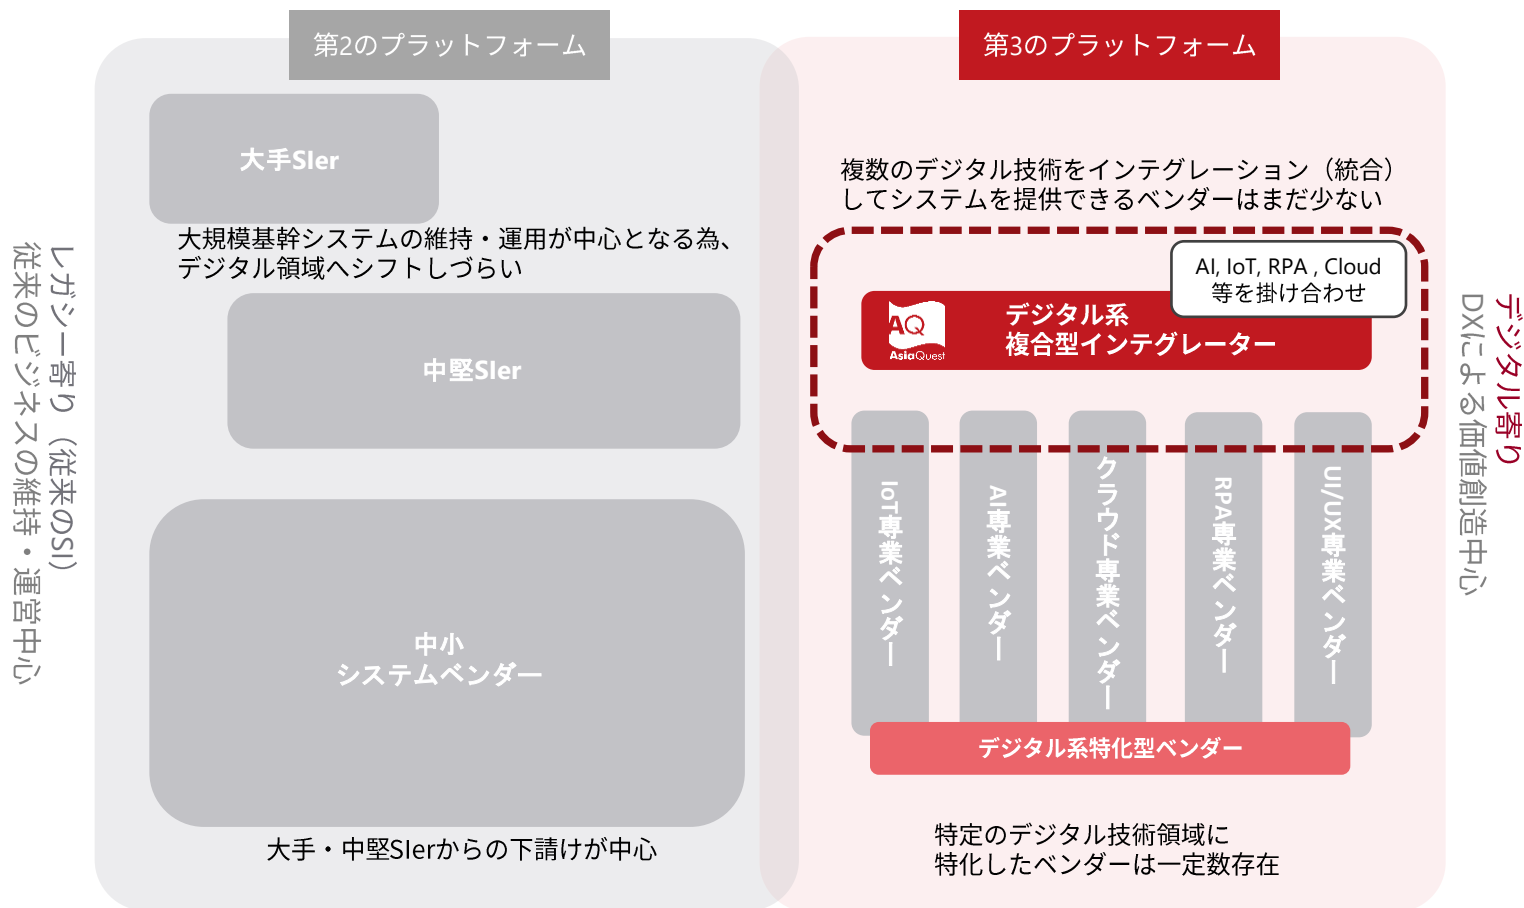 第2のプラットフォーム
大手SIer
大規模基幹システムの維持・運用が中心となる為、
デジタル領域へシフトしづらい
中堅SIer
中小
システムベンダー
大手・中堅SIerからの下請けが中心
レガシー寄り（従来のSI）
従来のビジネスの維持・運営中心
第3のプラットフォーム
複数のデジタル技術をインテグレーション（統合）
してシステムを提供できるベンダーはまだ少ない
AI, IoT, RPA , Cloud
等を掛け合わせ
AQ
AsiaQuest
デジタル系
複合型インテグレーター
IoT専業ベンダー
AI専業ベンダー
クラウド専業ベンダー
RPA専業ベンダー
UI/UX専業ベンダー
デジタル系特化型ベンダー
特定のデジタル技術領域に
特化したベンダーは一定数存在
デジタル寄り
DXによる価値創造中心